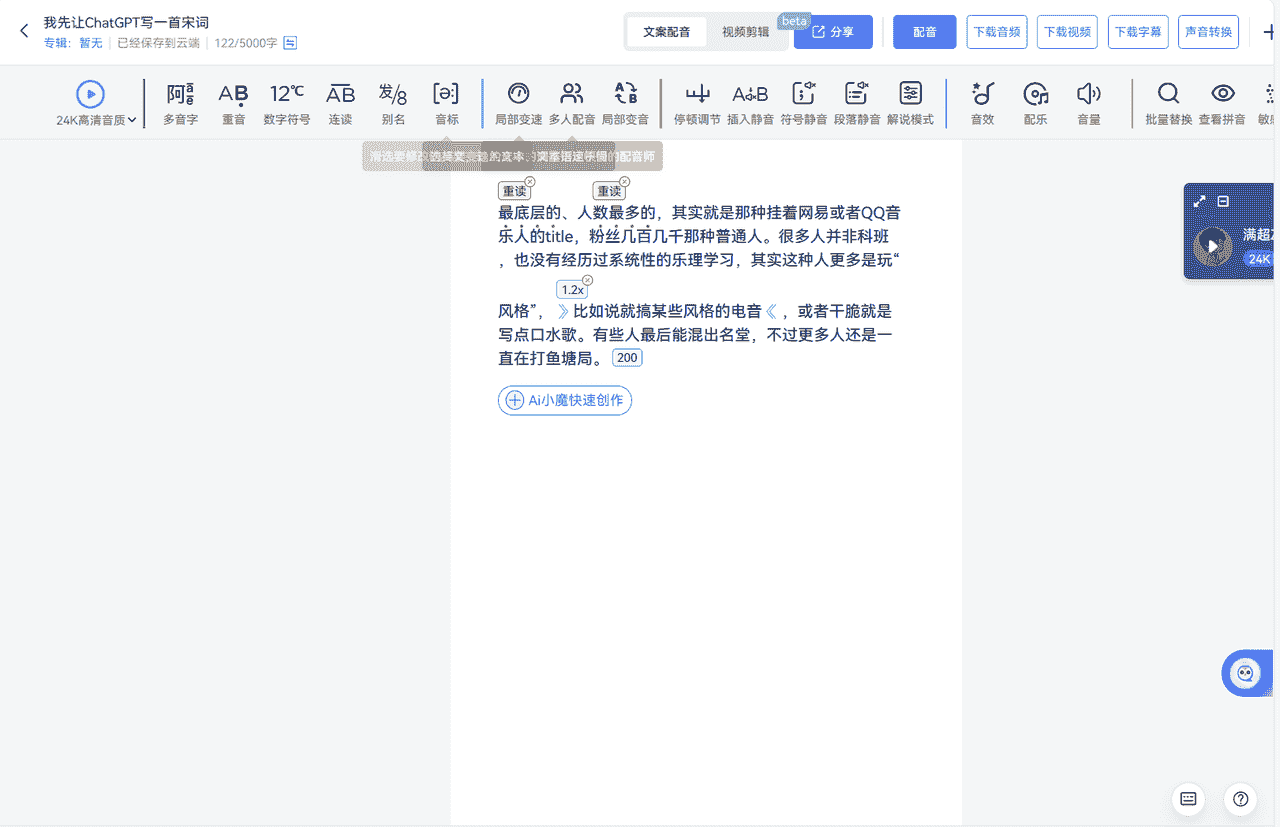 我先让ChatGPT写一首宋词
专辑： 暂无 已经保存到云端 122/5000字
文案配音 视频剪辑 beta 分享 配音 下载音频 下载视频 下载字幕 声音转换
24K高清音质 多音字 重音 数字符号 连读 别名 音标 局部变速 多人配音 局部变音 停顿调节 插入静音 符号静音 段落静音 解说模式 音效 配乐 音量 批量替换 查看拼音
重读 重读
最底层的、人数最多的，其实就是那种挂着网易或者QQ音
乐人的title，粉丝几百几千那种普通人。很多人并非科班
，也没有经历过系统性的乐理学习，其实这种人更多是玩“
1.2x
风格”，》比如说就搞某些风格的电音《，或者干脆就是
写点口水歌。有些人最后能混出名堂，不过更多人还是一
直在打鱼塘局。 200
Ai小魔快速创作
满超
24K